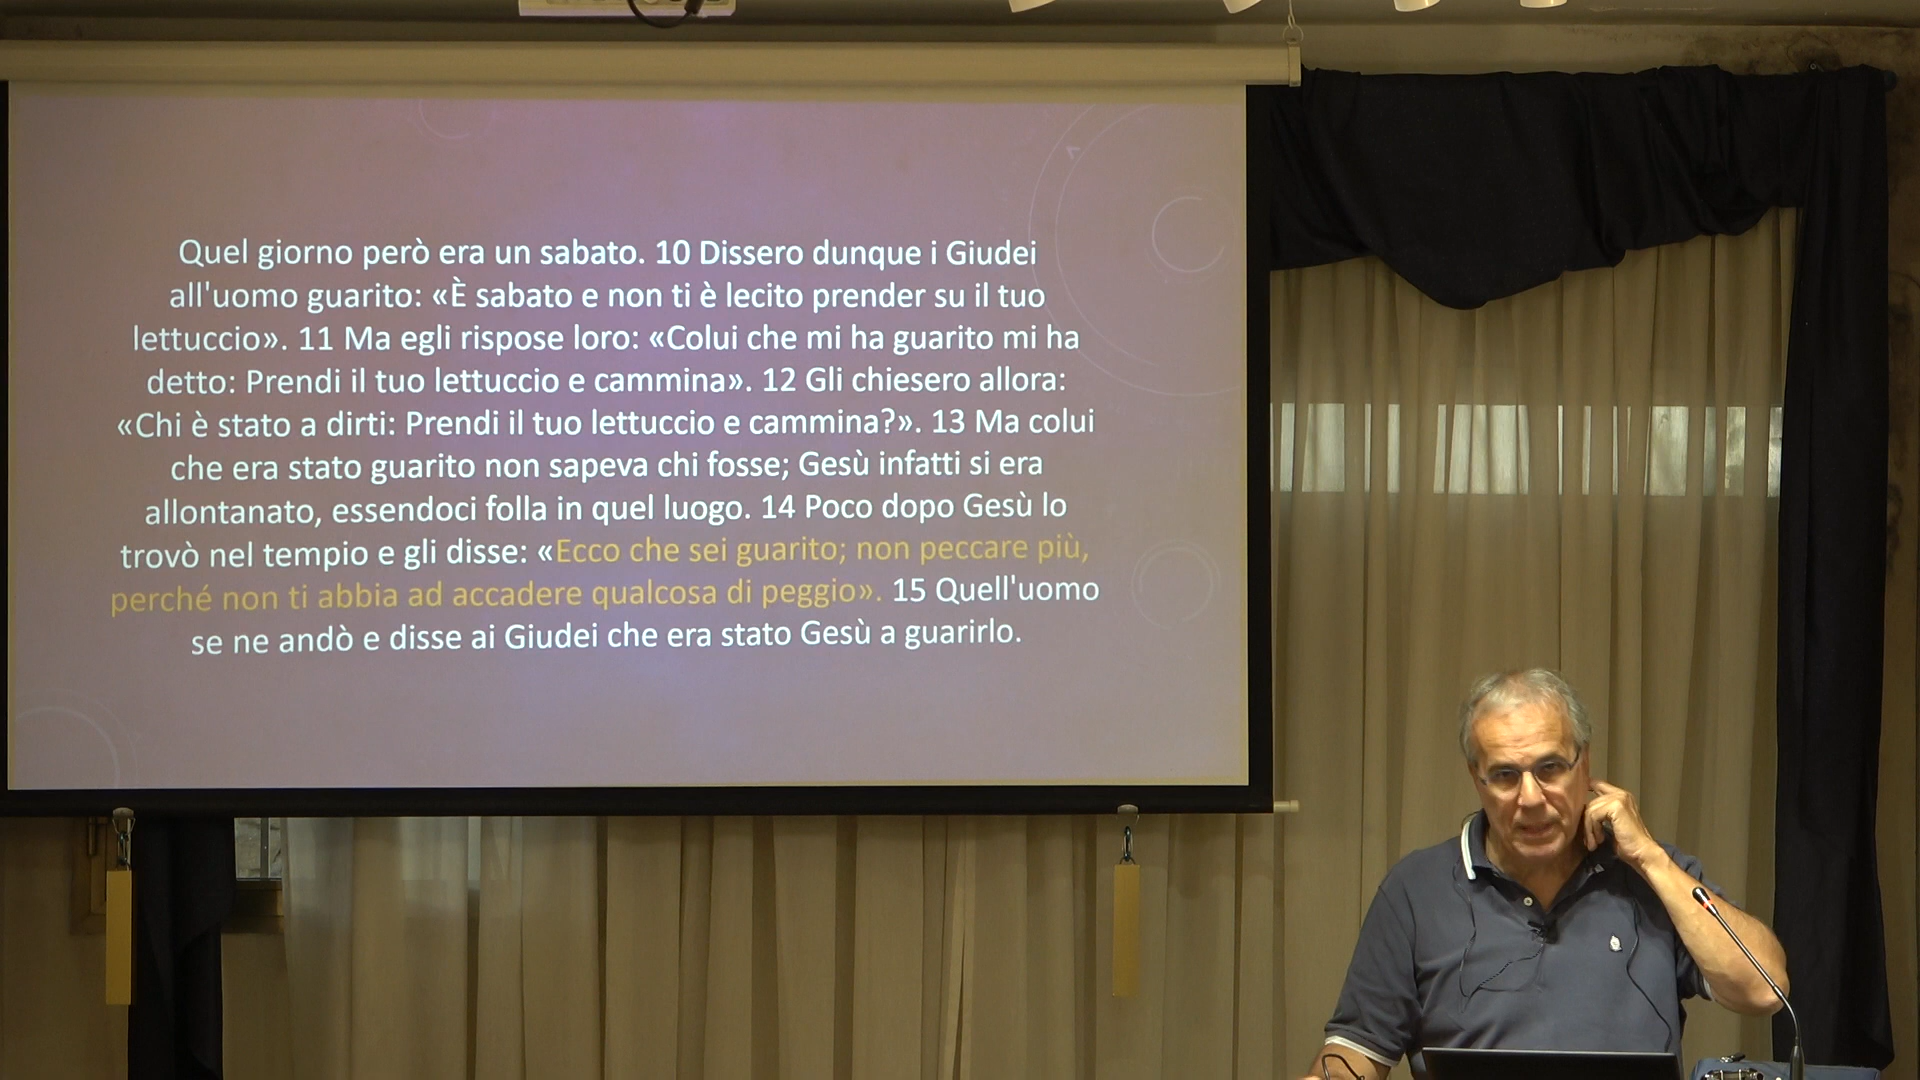 Quel giorno però era un sabato. 10 Dissero dunque i Giudei
all'uomo guarito: «È sabato e non ti è lecito prender su il tuo
lettuccio». 11 Ma egli rispose loro: «Colui che mi ha guarito mi ha
detto: Prendi il tuo lettuccio e cammina». 12 Gli chiesero allora:
«Chi è stato a dirti: Prendi il tuo lettuccio e cammina?». 13 Ma colui
che era stato guarito non sapeva chi fosse; Gesù infatti si era
allontanato, essendoci folla in quel luogo. 14 Poco dopo Gesù lo
trovò nel tempio e gli disse: «Ecco che sei guarito; non peccare più,
perché non ti abbia ad accadere qualcosa di peggio». 15 Quell'uomo
se ne andò e disse ai Giudei che era stato Gesù a guarirlo.